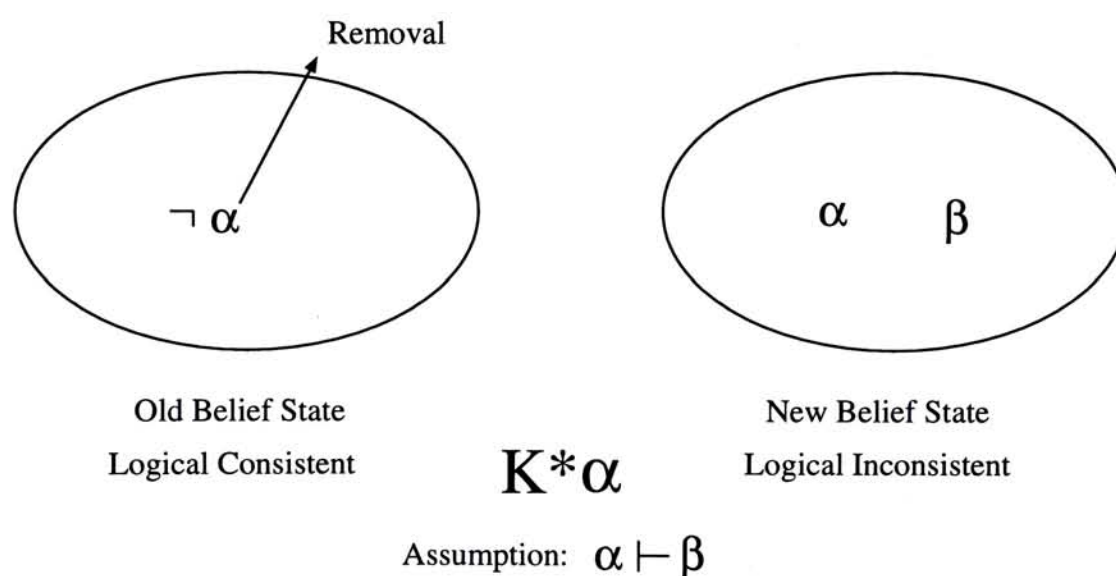 Removal
¬ α
α β
Old Belief State
Logical Consistent
New Belief State
Logical Inconsistent
K*α
Assumption: α ⊢ β